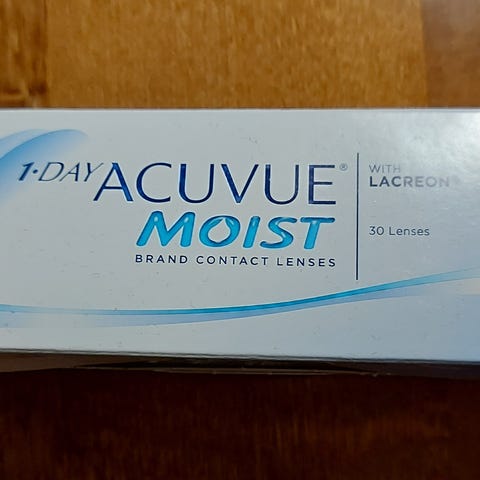 1·DAY ACUVUE®
MOIST
BRAND CONTACT LENSES
WITH
LACREON®
30 Lenses